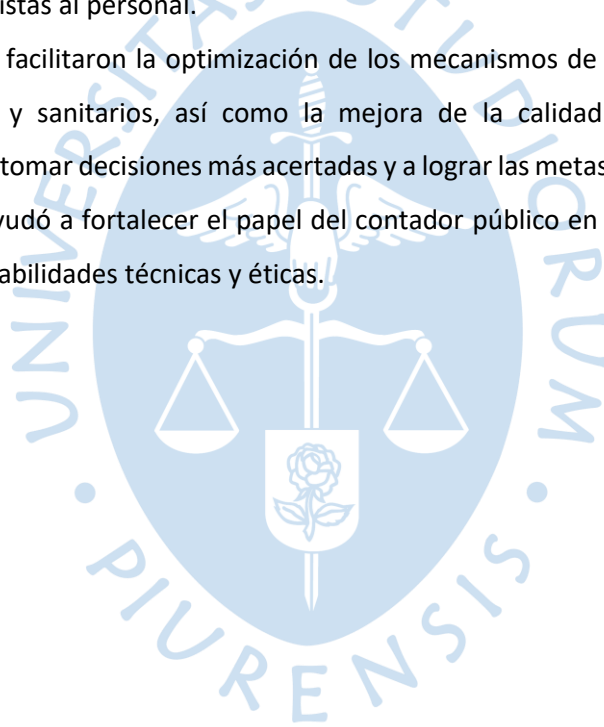 istas al personal.
facilitaron la optimización de los mecanismos de
y sanitarios, así como la mejora de la calidad
tomar decisiones más acertadas y a lograr las metas
yudó a fortalecer el papel del contador público en
abilidades técnicas y éticas.
UNIVERSITAS STUDIORUM
PIURENSIS